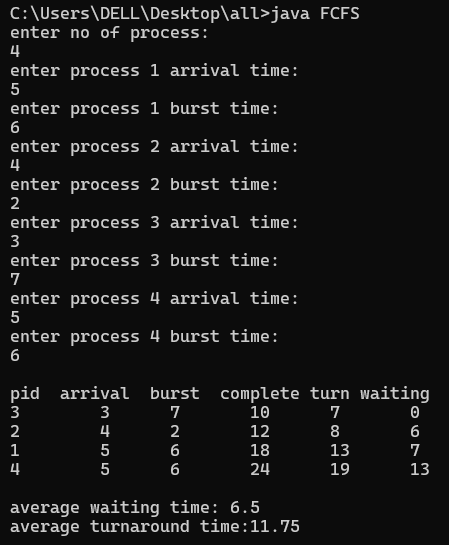 C:\Users\DELL\Desktop\all>java FCFS
enter no of process:
4
enter process 1 arrival time:
5
enter process 1 burst time:
6
enter process 2 arrival time:
4
enter process 2 burst time:
2
enter process 3 arrival time:
3
enter process 3 burst time:
7
enter process 4 arrival time:
5
enter process 4 burst time:
6
pid  arrival  burst  complete turn waiting
3        3      7       10      7       0
2        4      2       12      8       6
1        5      6       18      13      7
4        5      6       24      19      13
average waiting time: 6.5
average turnaround time:11.75